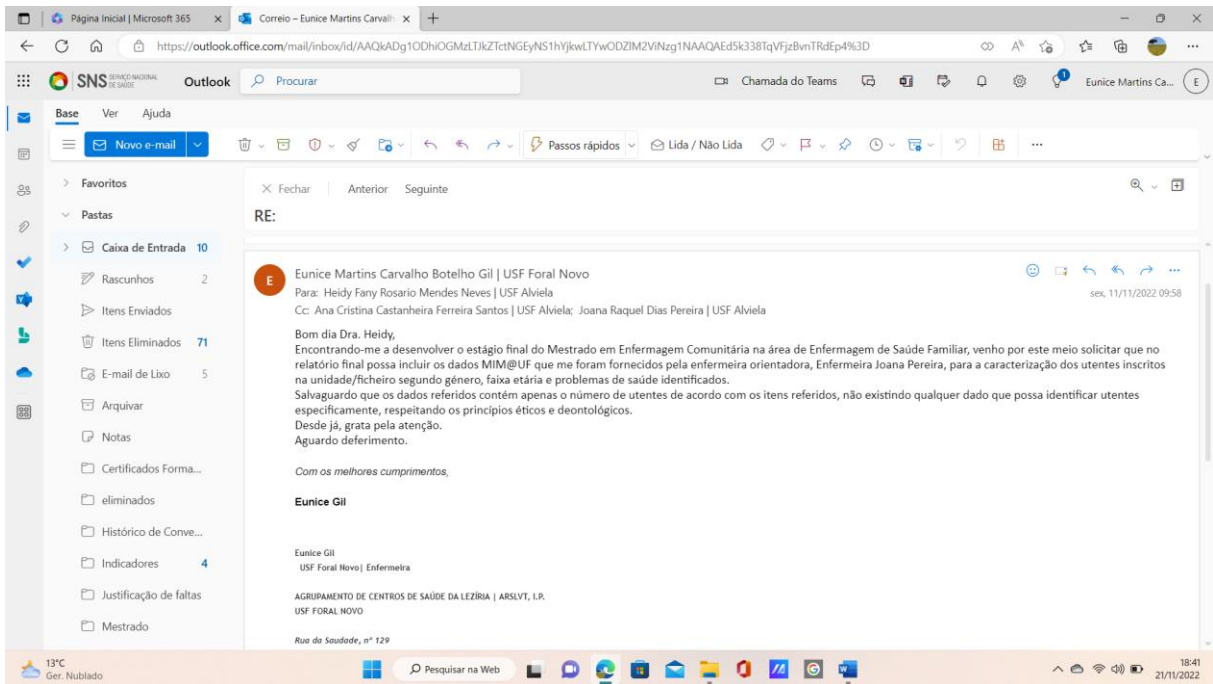 Página Inicial | Microsoft 365
Correio – Eunice Martins Carvalh
https://outlook.office.com/mail/inbox/id/AAQkADg1ODhiOGMzLTJkZTctNGEyNS1hYjkwLTYwODZlM2ViNzg1NAAQAEd5k338TqVFjzBvnTRdEp4%3D
SNS SERVIÇO NACIONAL DE SAÚDE
Outlook
Procurar
Chamada do Teams
Eunice Martins Ca...
E
Base Ver Ajuda
Novo e-mail
Passos rápidos
Lida / Não Lida
Favoritos
Pastas
Caixa de Entrada 10
Rascunhos 2
Itens Enviados
Itens Eliminados 71
E-mail de Lixo 5
Arquivar
Notas
Certificados Forma...
eliminados
Histórico de Conve...
Indicadores 4
Justificação de faltas
Mestrado
Fechar Anterior Seguinte
RE:
E
Eunice Martins Carvalho Botelho Gil | USF Foral Novo
Para: Heidy Fany Rosario Mendes Neves | USF Alviela
Cc: Ana Cristina Castanheira Ferreira Santos | USF Alviela; Joana Raquel Dias Pereira | USF Alviela
sex, 11/11/2022 09:58
Bom dia Dra. Heidy,
Encontrando-me a desenvolver o estágio final do Mestrado em Enfermagem Comunitária na área de Enfermagem de Saúde Familiar, venho por este meio solicitar que no
relatório final possa incluir os dados MIM@UF que me foram fornecidos pela enfermeira orientadora, Enfermeira Joana Pereira, para a caracterização dos utentes inscritos
na unidade/ficheiro segundo género, faixa etária e problemas de saúde identificados.
Salvaguardo que os dados referidos contém apenas o número de utentes de acordo com os itens referidos, não existindo qualquer dado que possa identificar utentes
especificamente, respeitando os princípios éticos e deontológicos.
Desde já, grata pela atenção.
Aguardo deferimento.
Com os melhores cumprimentos,
Eunice Gil
Eunice Gil
USF Foral Novo| Enfermeira
AGRUPAMENTO DE CENTROS DE SAÚDE DA LEZÍRIA | ARSLVT, I.P.
USF FORAL NOVO
Rua da Saudade, nº 129
13°C
Ger. Nublado
Pesquisar na Web
18:41
21/11/2022